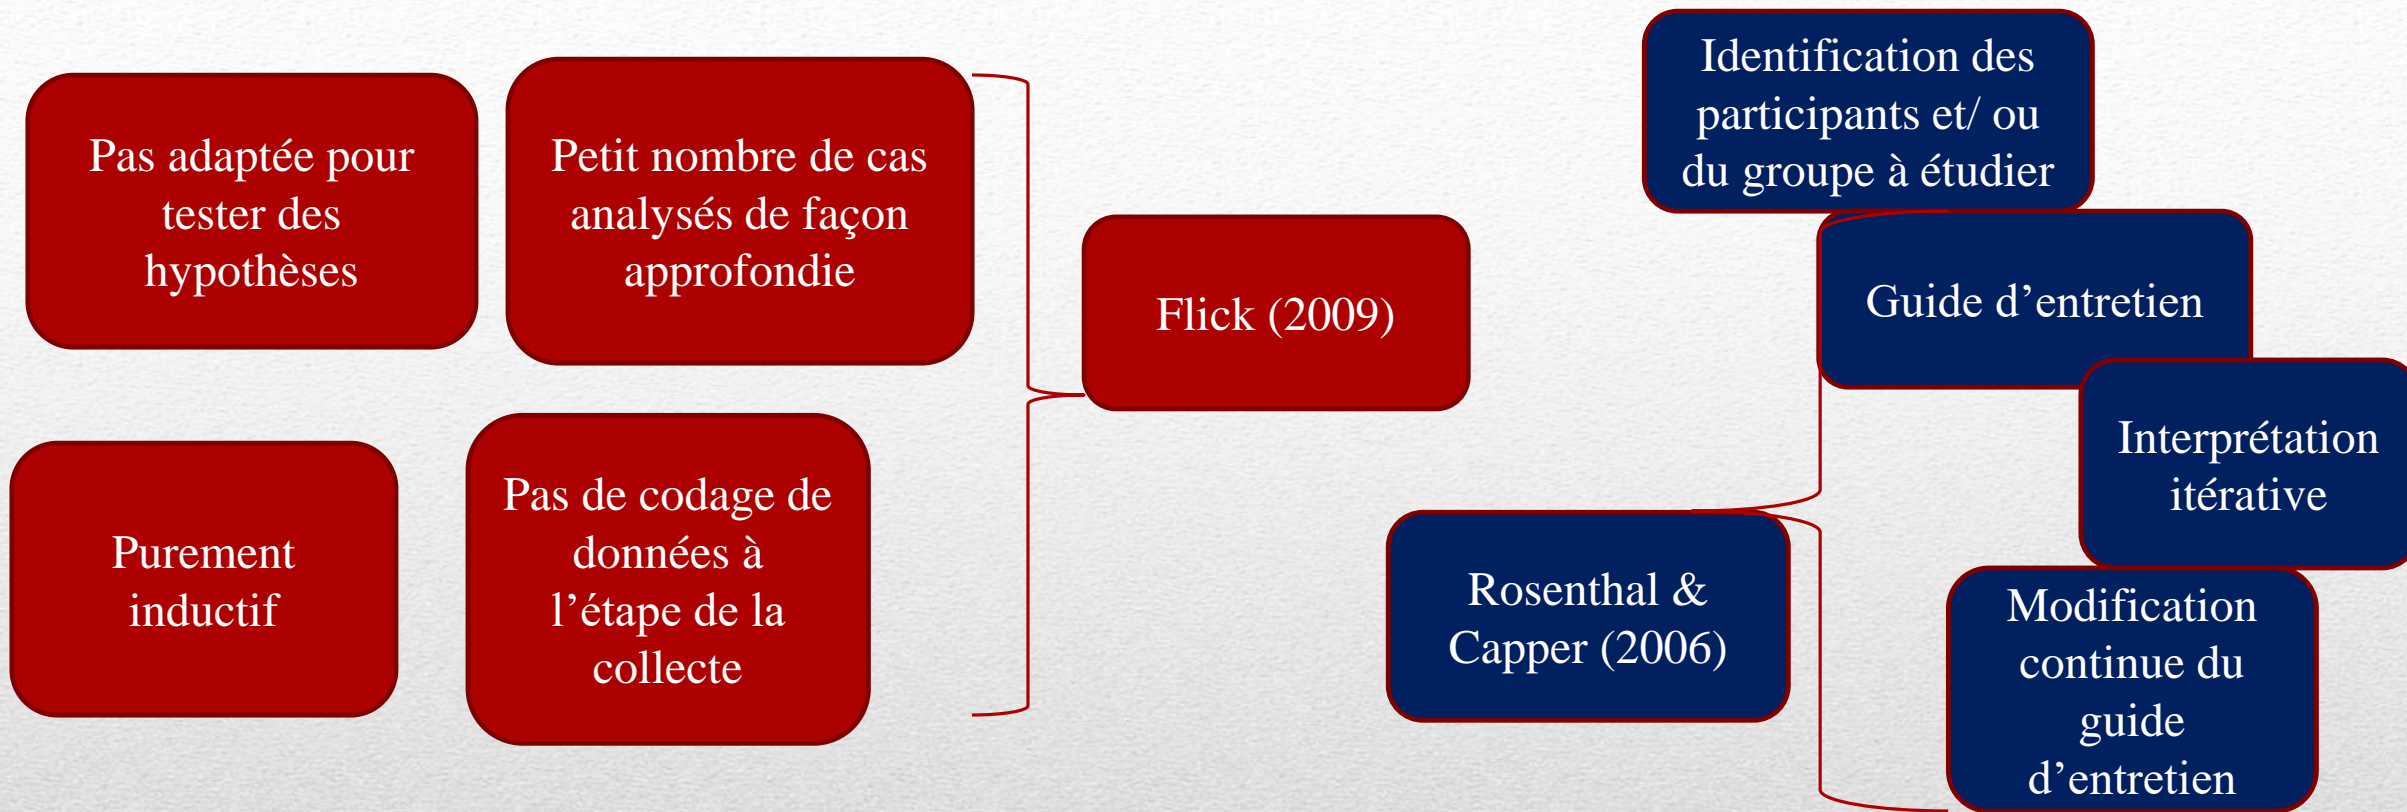 Pas adaptée pour
tester des
hypothèses
Petit nombre de cas
analysés de façon
approfondie
Purement
inductif
Pas de codage de
données à
l’étape de la
collecte
Flick (2009)
Identification des
participants et/ ou
du groupe à étudier
Guide d’entretien
Interprétation
itérative
Rosenthal &
Capper (2006)
Modification
continue du
guide
d’entretien